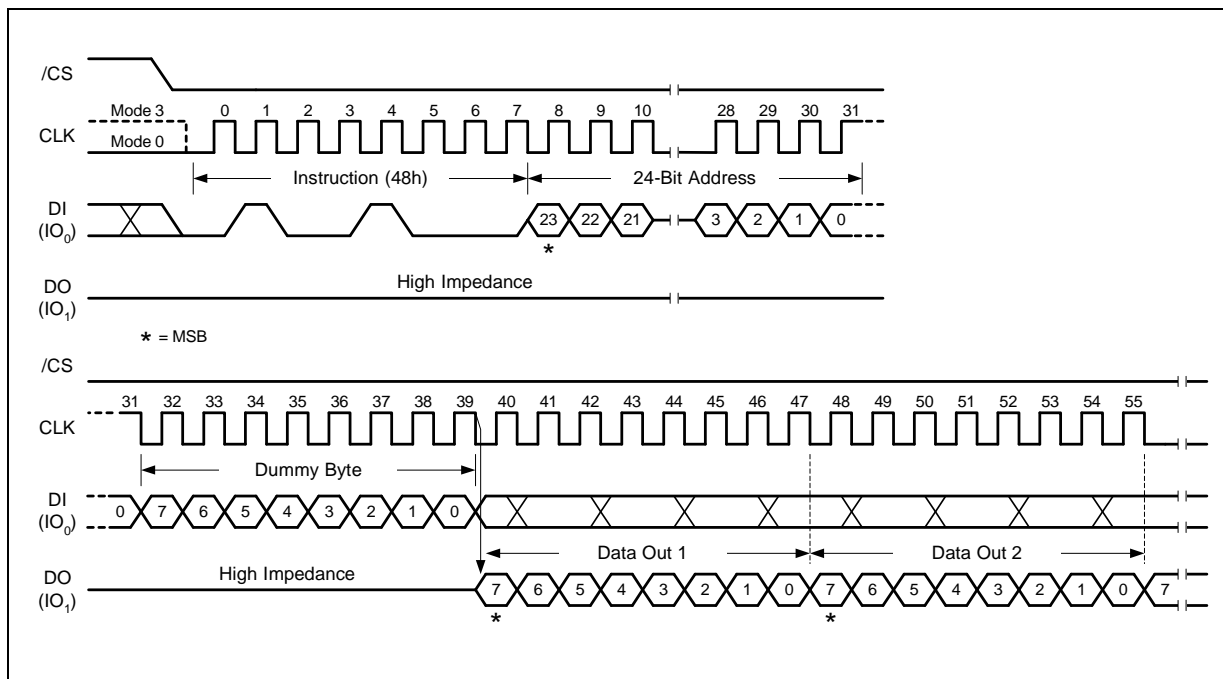 /CS
Mode 3 0 1 2 3 4 5 6 7 8 9 10 28 29 30 31
CLK
Mode 0
Instruction (48h) 24-Bit Address
DI
(IO0)
23 22 21 3 2 1 0
*
High Impedance
DO
(IO1)
* = MSB
/CS
31 32 33 34 35 36 37 38 39 40 41 42 43 44 45 46 47 48 49 50 51 52 53 54 55
CLK
Dummy Byte
DI
(IO0)
0 7 6 5 4 3 2 1 0
Data Out 1 Data Out 2
High Impedance
DO
(IO1)
7 6 5 4 3 2 1 0 7 6 5 4 3 2 1 0 7
* *